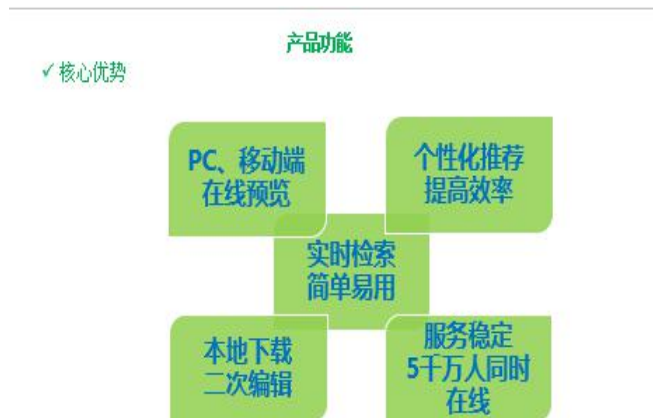 产品功能
✓核心优势
PC、移动端
在线预览
个性化推荐
提高效率
实时检索
简单易用
本地下载
二次编辑
服务稳定
5千万人同时
在线